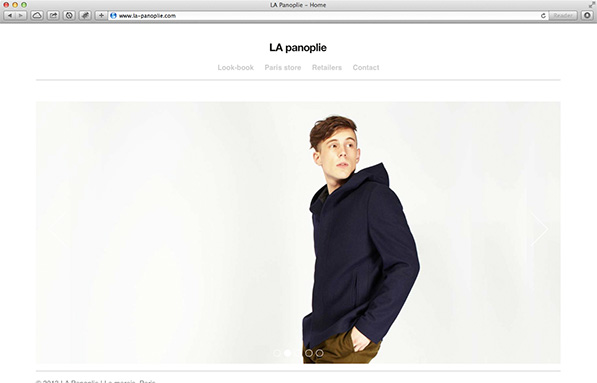 LA Panoplie – Home
www.la-panoplie.com
Reader
LA panoplie
Look-book Paris store Retailers Contact
© 2012 LA Panoplie | Le marais, Paris